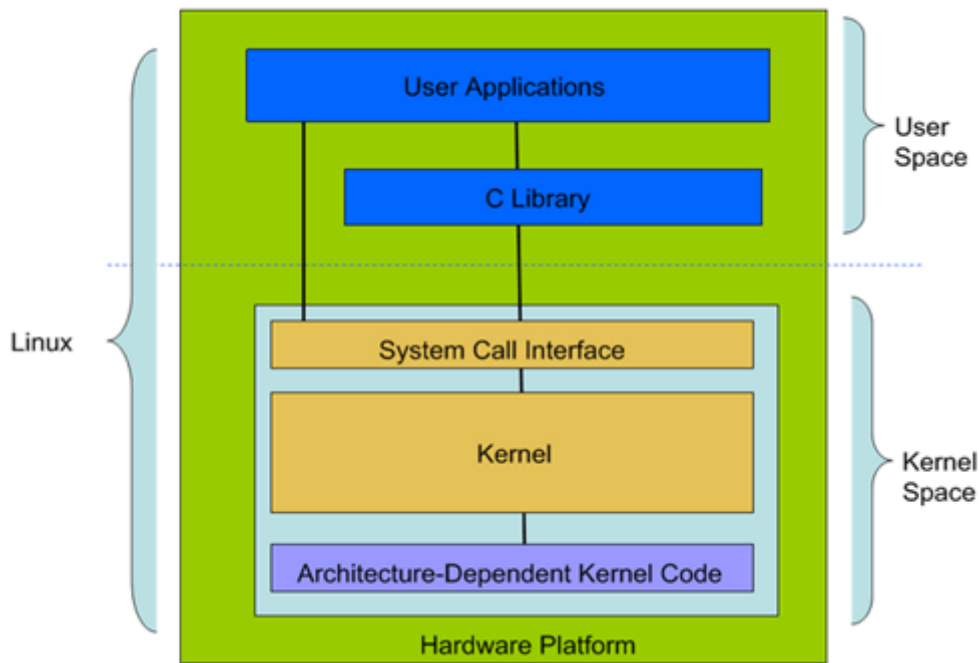 User Applications
User
Space
C Library
Linux
System Call Interface
Kernel
Kernel
Space
Architecture-Dependent Kernel Code
Hardware Platform